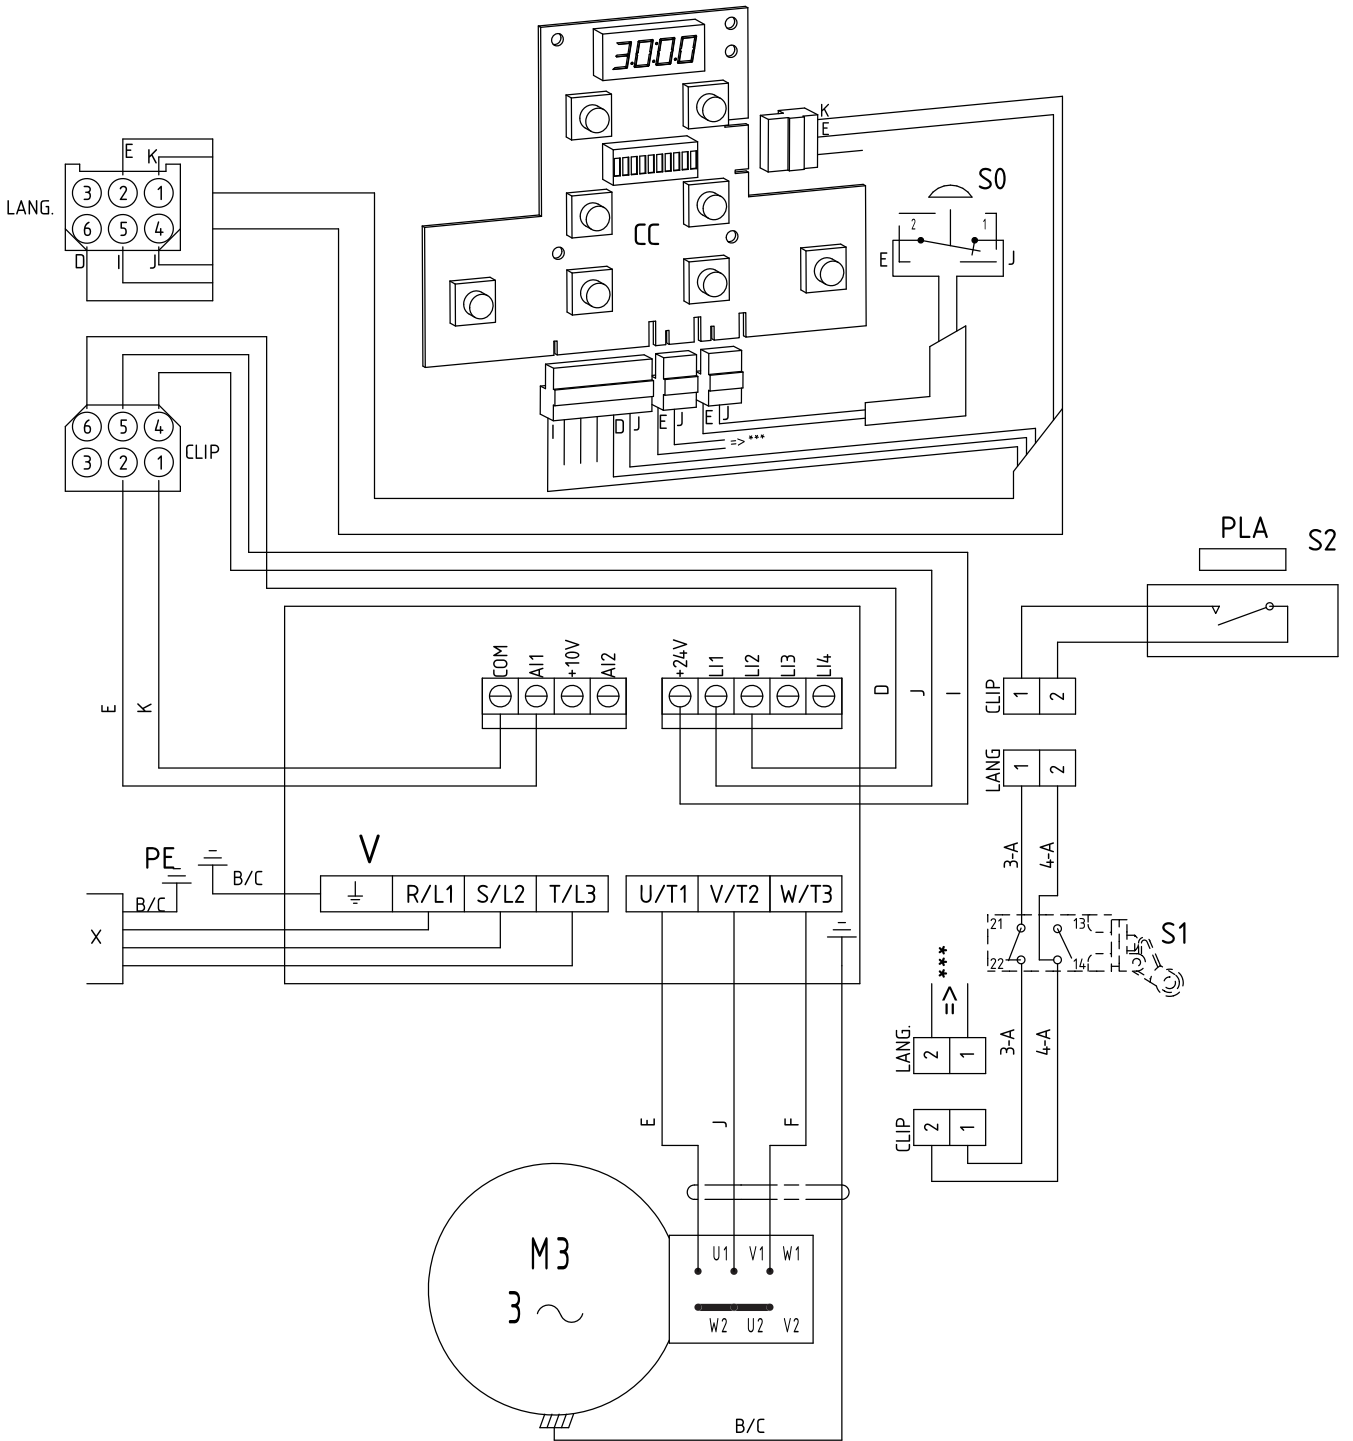 30:00
K
E
E
K
3 2 1
LANG.
6 5 4
D I J
S0
2 1
E J
CC
I D J E J E J
=> ***
6 5 4
3 2 1
CLIP
PLA
S2
COM AI1 +10V AI2
+24V LI1 LI2 LI3 LI4
D J I
E K
CLIP 1 2
LANG 1 2
3-A 4-A
V
PE
B/C
B/C
R/L1 S/L2 T/L3
U/T1 V/T2 W/T3
X
21 13
22 14
S1
=> ***
LANG. 2 1
3-A 4-A
CLIP 2 1
E J F
M3
3 ~
U1 V1 W1
W2 U2 V2
B/C